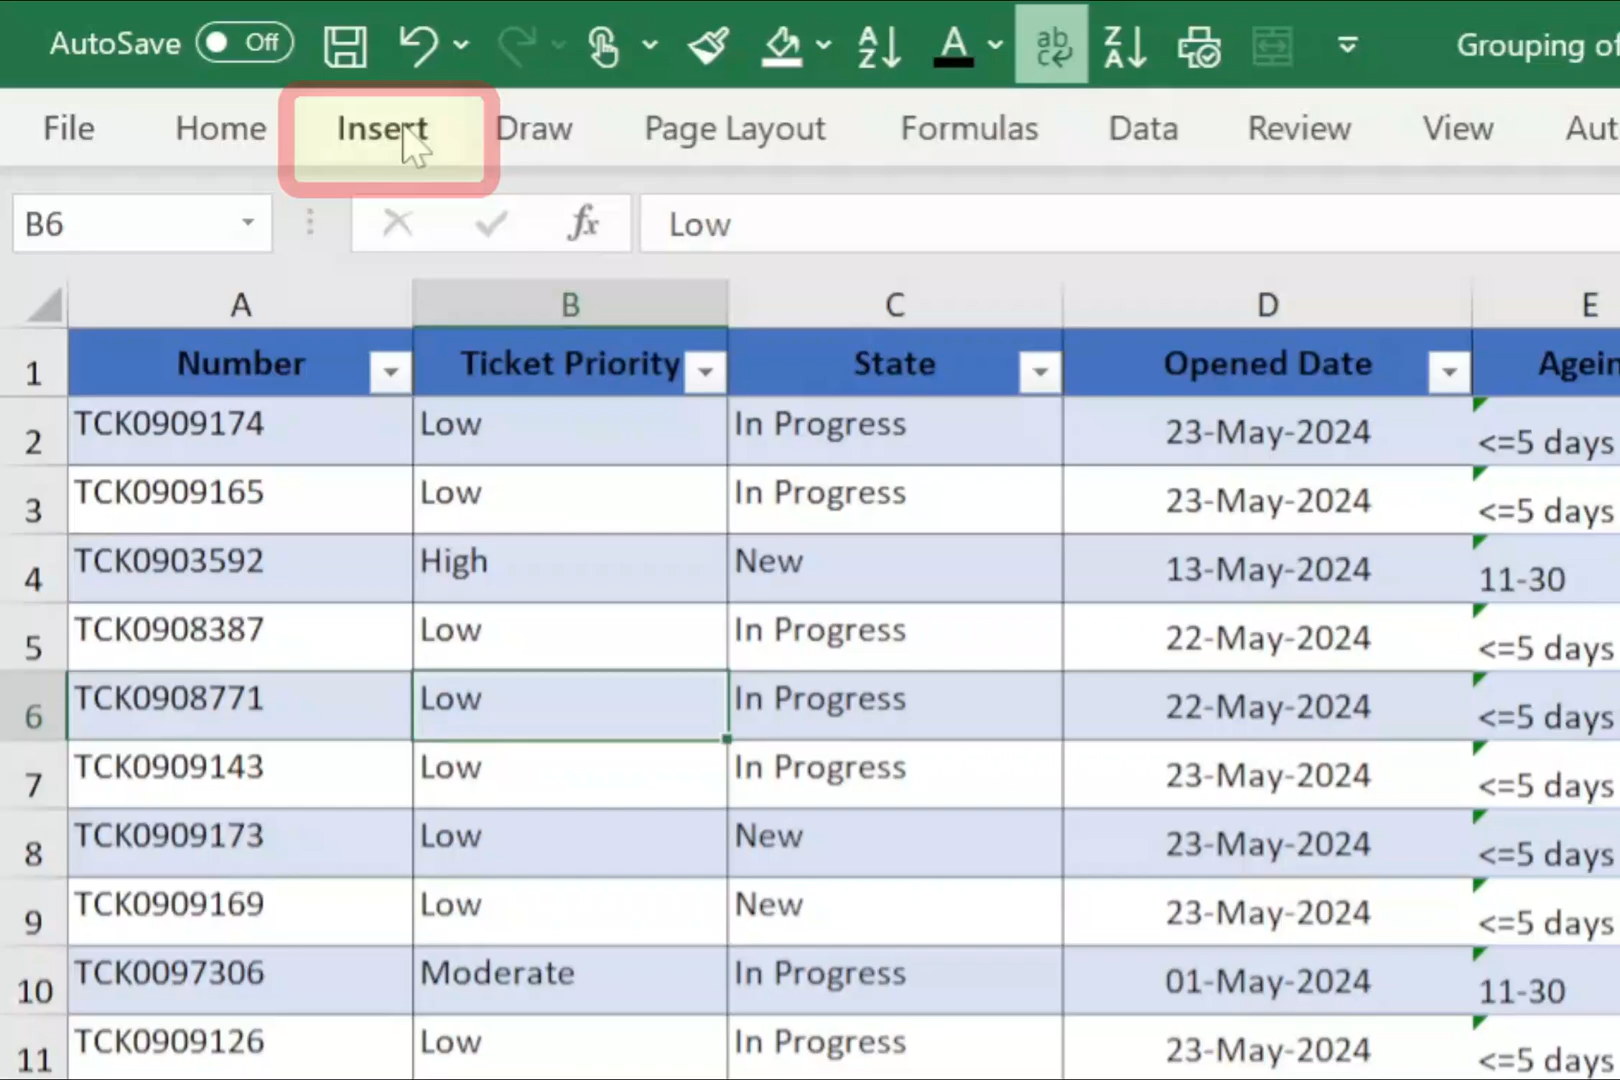 AutoSave Off Grouping of
File Home Insert Draw Page Layout Formulas Data Review View Aut
B6 fx Low
A B C D E
1 Number Ticket Priority State Opened Date Agein
2 TCK0909174 Low In Progress 23-May-2024 <=5 days
3 TCK0909165 Low In Progress 23-May-2024 <=5 days
4 TCK0903592 High New 13-May-2024 11-30
5 TCK0908387 Low In Progress 22-May-2024 <=5 days
6 TCK0908771 Low In Progress 22-May-2024 <=5 days
7 TCK0909143 Low In Progress 23-May-2024 <=5 days
8 TCK0909173 Low New 23-May-2024 <=5 days
9 TCK0909169 Low New 23-May-2024 <=5 days
10 TCK0097306 Moderate In Progress 01-May-2024 11-30
11 TCK0909126 Low In Progress 23-May-2024 <=5 days